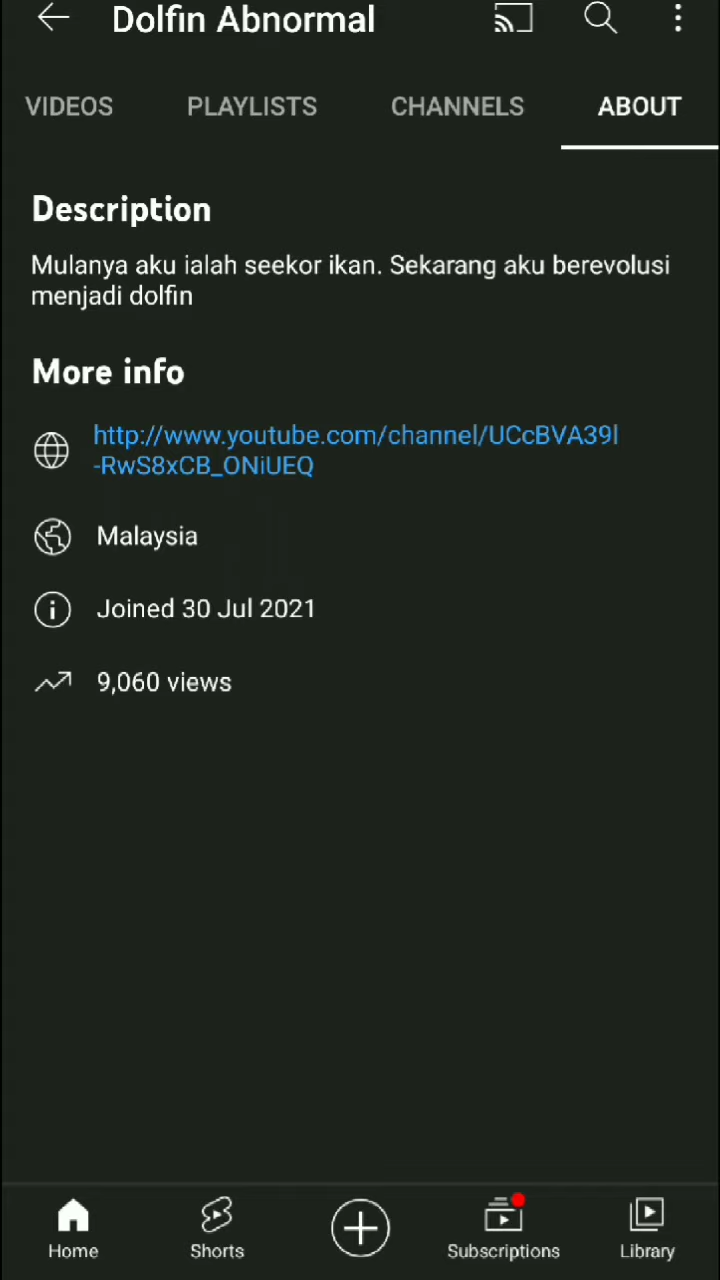 Dolfin Abnormal
VIDEOS PLAYLISTS CHANNELS ABOUT
Description
Mulanya aku ialah seekor ikan. Sekarang aku berevolusi
menjadi dolfin
More info
http://www.youtube.com/channel/UCcBVA39l
-RwS8xCB_ONiUEQ
Malaysia
Joined 30 Jul 2021
9,060 views
Home Shorts Subscriptions Library